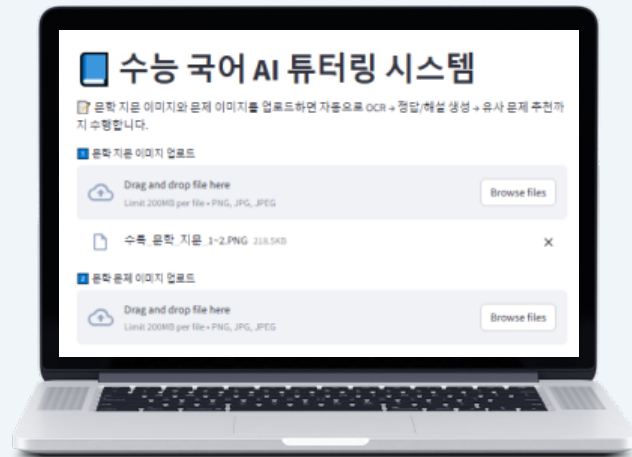 📘 수능 국어 AI 튜터링 시스템
📝 문학 지문 이미지와 문제 이미지를 업로드하면 자동으로 OCR → 정답/해설 생성 → 유사 문제 추천까
지 수행합니다.
1️⃣ 문학 지문 이미지 업로드
Drag and drop file here
Limit 200MB per file • PNG, JPG, JPEG
Browse files
수특_문학_지문_1~2.PNG 218.5KB
2️⃣ 문학 문제 이미지 업로드
Drag and drop file here
Limit 200MB per file • PNG, JPG, JPEG
Browse files